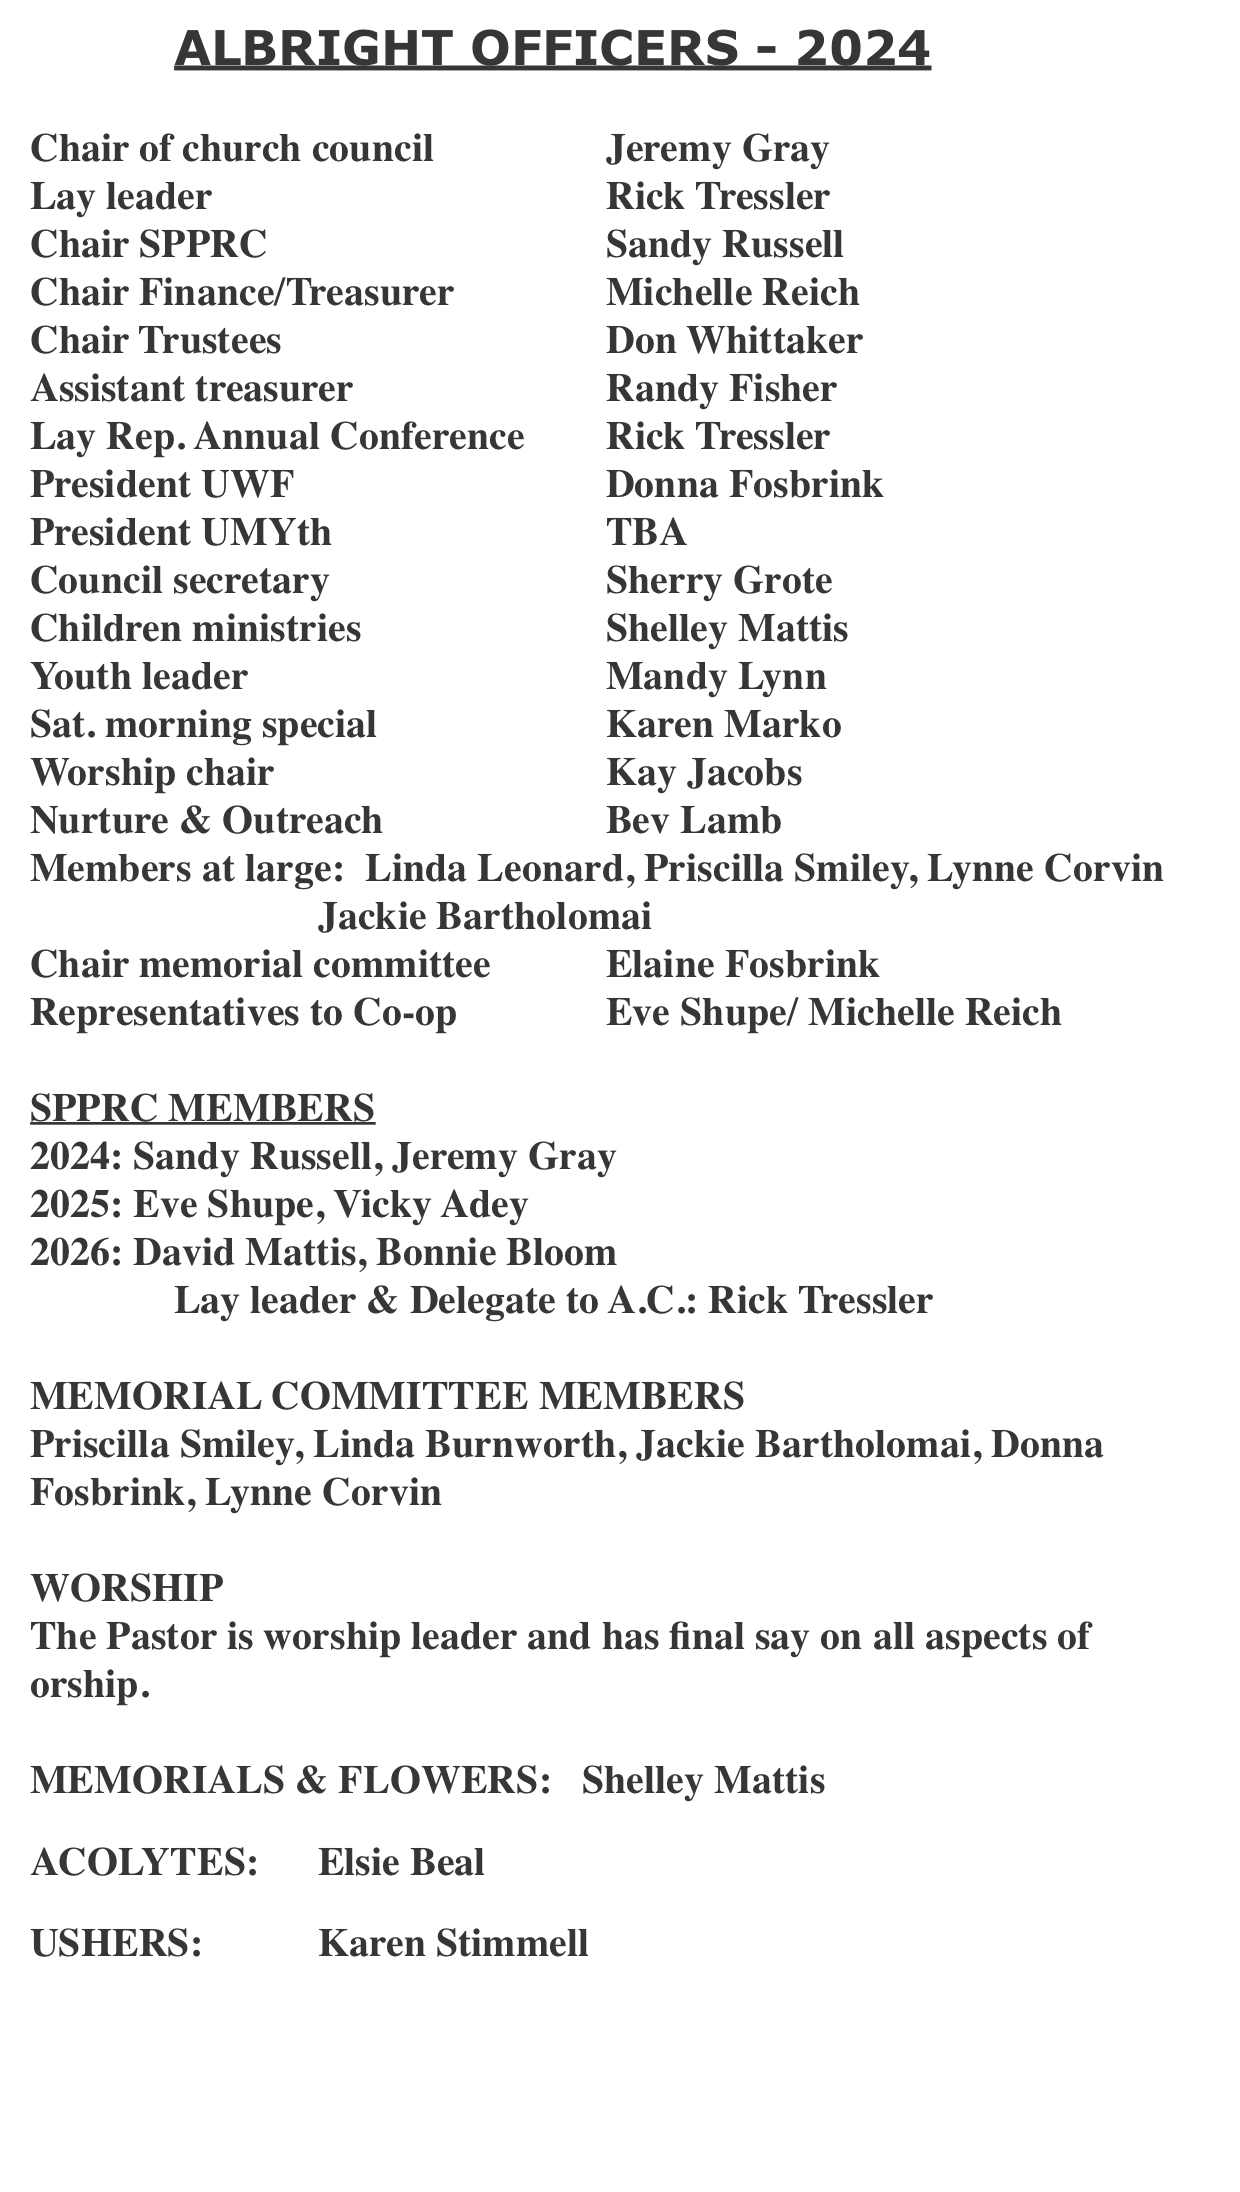 ALBRIGHT OFFICERS – 2024
Chair of church council Jeremy Gray
Lay leader Rick Tressler
Chair SPPRC Sandy Russell
Chair Finance/Treasurer Michelle Reich
Chair Trustees Don Whittaker
Assistant treasurer Randy Fisher
Lay Rep. Annual Conference Rick Tressler
President UWF Donna Fosbrink
President UMYth TBA
Council secretary Sherry Grote
Children ministries Shelley Mattis
Youth leader Mandy Lynn
Sat. morning special Karen Marko
Worship chair Kay Jacobs
Nurture & Outreach Bev Lamb
Members at large: Linda Leonard, Priscilla Smiley, Lynne Corvin
Jackie Bartholomai
Chair memorial committee Elaine Fosbrink
Representatives to Co-op Eve Shupe/ Michelle Reich
SPPRC MEMBERS
2024: Sandy Russell, Jeremy Gray
2025: Eve Shupe, Vicky Adey
2026: David Mattis, Bonnie Bloom
Lay leader & Delegate to A.C.: Rick Tressler
MEMORIAL COMMITTEE MEMBERS
Priscilla Smiley, Linda Burnworth, Jackie Bartholomai, Donna
Fosbrink, Lynne Corvin
WORSHIP
The Pastor is worship leader and has final say on all aspects of
orship.
MEMORIALS & FLOWERS: Shelley Mattis
ACOLYTES: Elsie Beal
USHERS: Karen Stimmell